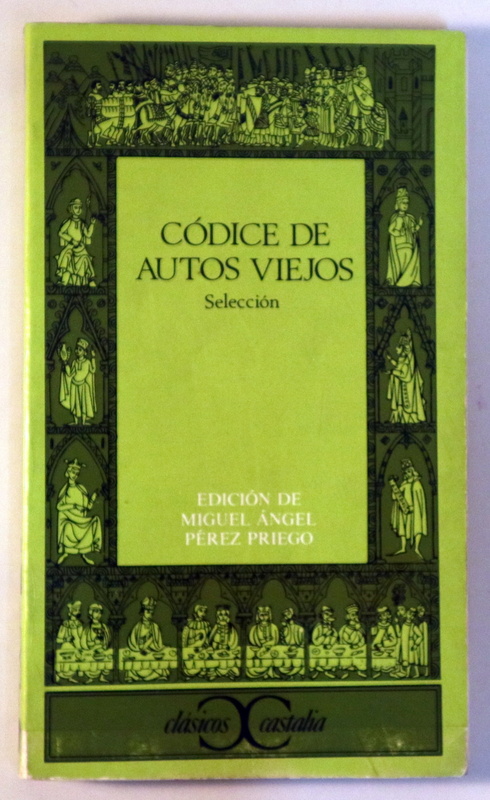 CÓDICE DE
AUTOS VIEJOS
Selección
EDICIÓN DE
MIGUEL ÁNGEL
PÉREZ PRIEGO
clásicos castalia